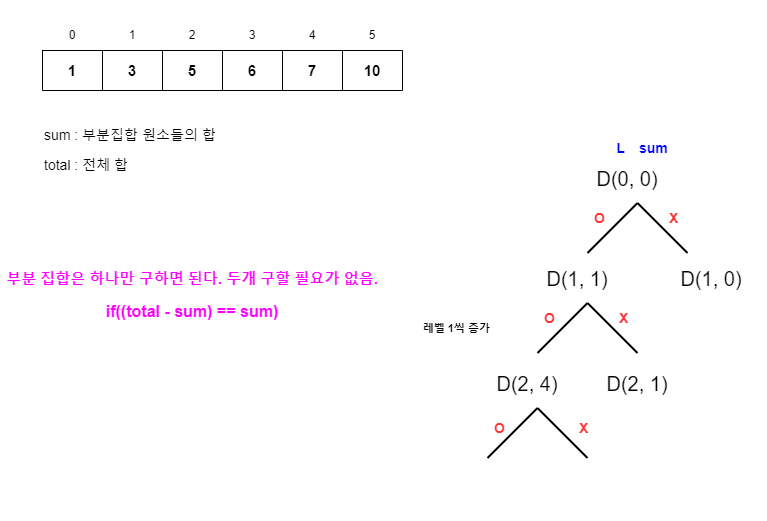 0 1 2 3 4 5
1 3 5 6 7 10
sum : 부분집합 원소들의 합
total : 전체 합
L sum
D(0, 0)
O X
부분 집합은 하나만 구하면 된다. 두개 구할 필요가 없음.
if((total - sum) == sum)
D(1, 1) D(1, 0)
레벨 1씩 증가
O X
D(2, 4) D(2, 1)
O X